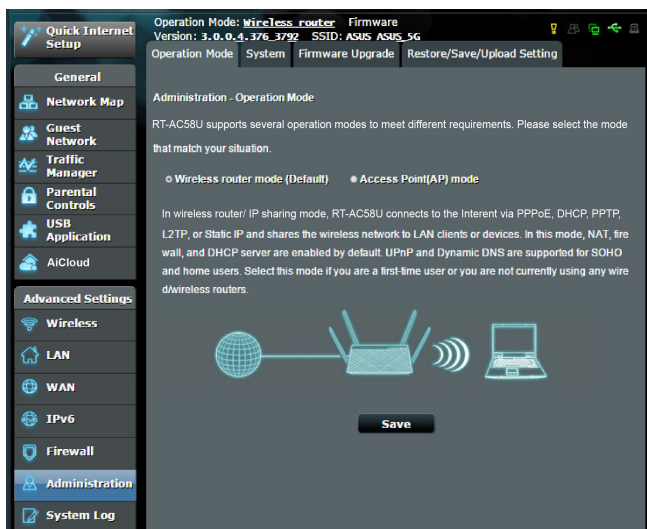 Quick Internet
Setup
General
Network Map
Guest
Network
Traffic
Manager
Parental
Controls
USB
Application
AiCloud
Advanced Settings
Wireless
LAN
WAN
IPv6
Firewall
Administration
System Log
Operation Mode: Wireless router Firmware
Version: 3.0.0.4.376_3792 SSID: ASUS ASUS_5G
Operation Mode System Firmware Upgrade Restore/Save/Upload Setting
Administration - Operation Mode
RT-AC58U supports several operation modes to meet different requirements. Please select the mode
that match your situation.
Wireless router mode (Default) Access Point(AP) mode
In wireless router/ IP sharing mode, RT-AC58U connects to the Interent via PPPoE, DHCP, PPTP,
L2TP, or Static IP and shares the wireless network to LAN clients or devices. In this mode, NAT, fire
wall, and DHCP server are enabled by default. UPnP and Dynamic DNS are supported for SOHO
and home users. Select this mode if you are a first-time user or you are not currently using any wire
d/wireless routers.
Save